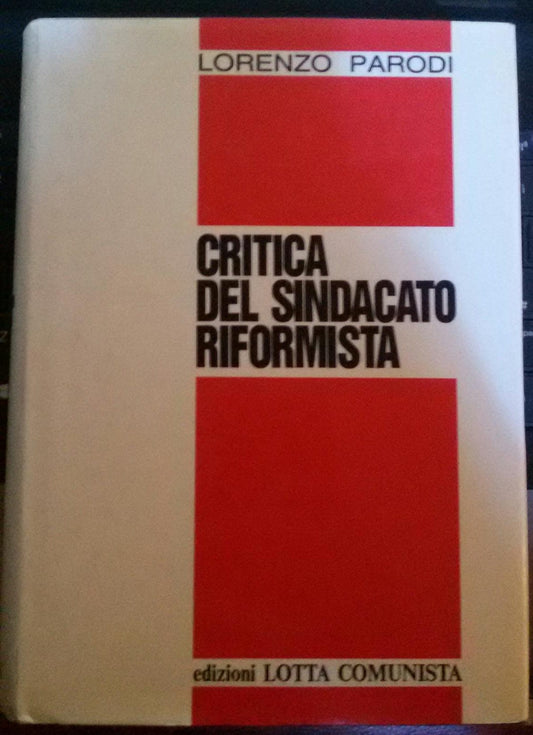 LORENZO PARODI
CRITICA
DEL SINDACATO
RIFORMISTA
edizioni LOTTA COMUNISTA